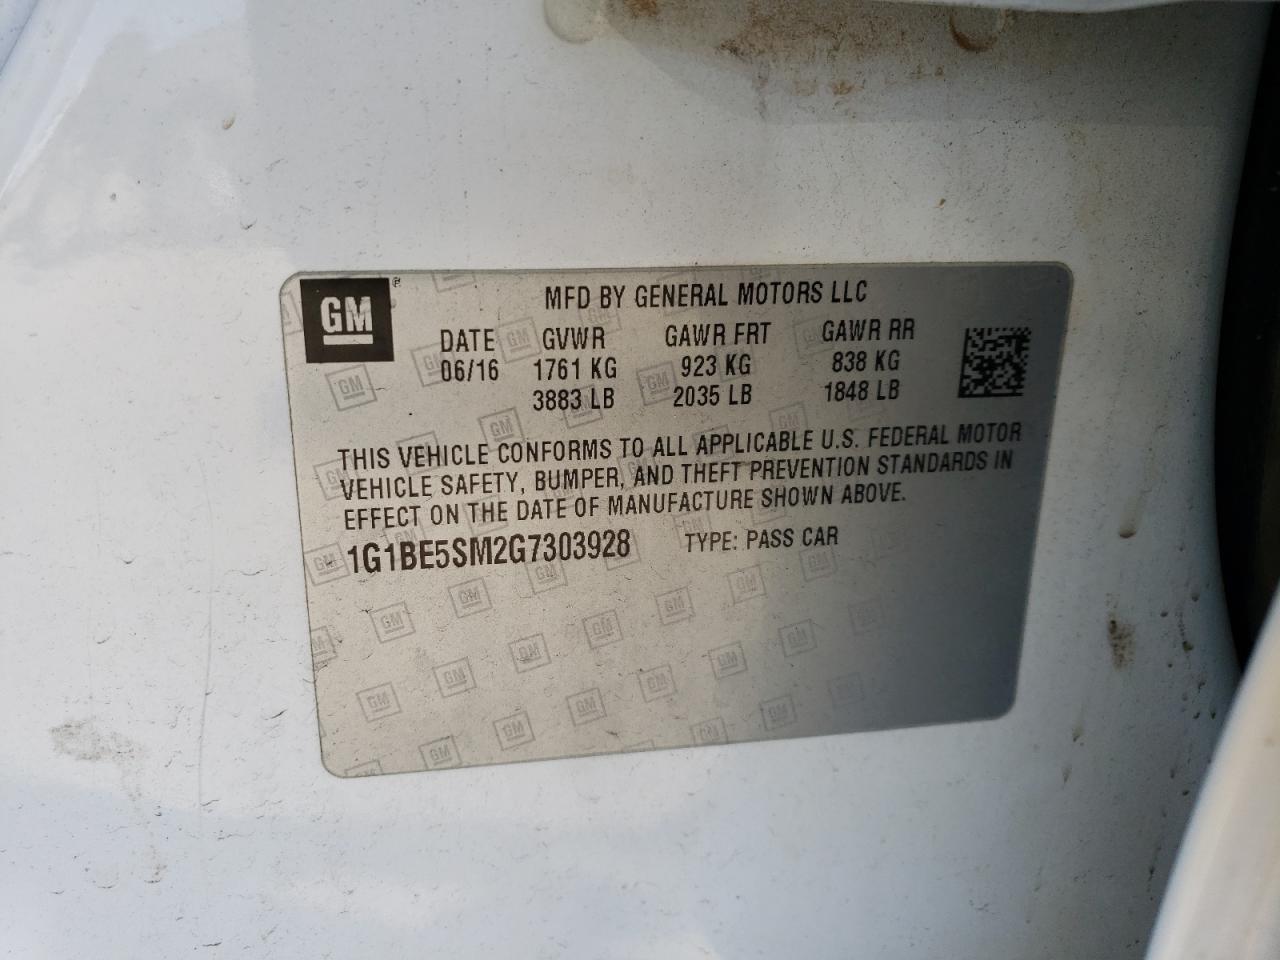 GM®
MFD BY GENERAL MOTORS LLC
DATE GVWR GAWR FRT GAWR RR
06/16 1761 KG 923 KG 838 KG
3883 LB 2035 LB 1848 LB
THIS VEHICLE CONFORMS TO ALL APPLICABLE U.S. FEDERAL MOTOR
VEHICLE SAFETY, BUMPER, AND THEFT PREVENTION STANDARDS IN
EFFECT ON THE DATE OF MANUFACTURE SHOWN ABOVE.
1G1BE5SM2G7303928 TYPE: PASS CAR